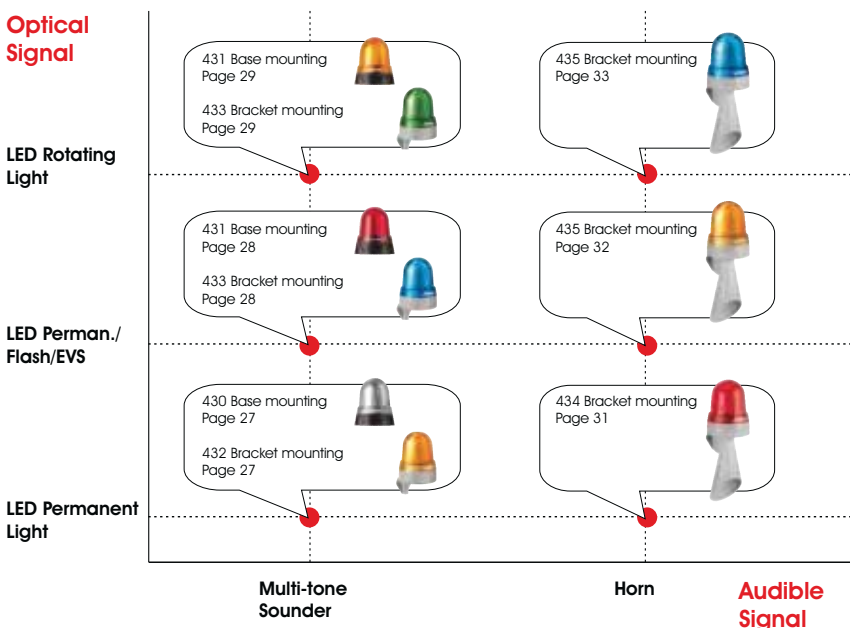 Optical
Signal
431 Base mounting
Page 29
433 Bracket mounting
Page 29
435 Bracket mounting
Page 33
LED Rotating
Light
431 Base mounting
Page 28
433 Bracket mounting
Page 28
435 Bracket mounting
Page 32
LED Perman./
Flash/EVS
430 Base mounting
Page 27
432 Bracket mounting
Page 27
434 Bracket mounting
Page 31
LED Permanent
Light
Multi-tone
Sounder
Horn
Audible
Signal